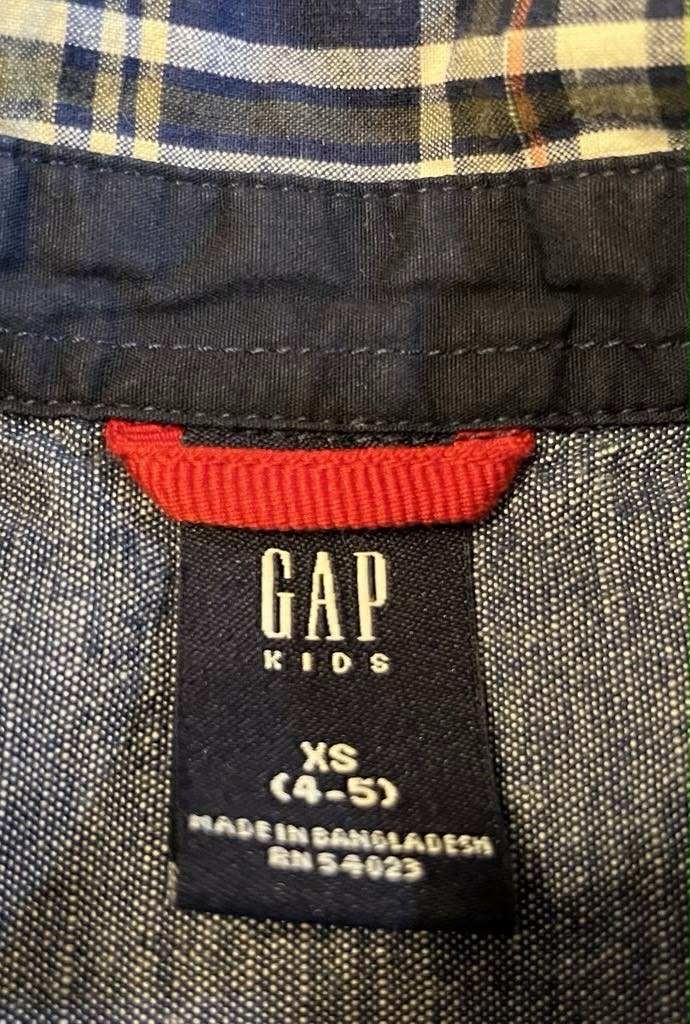 GAP
KIDS
XS
(4-5)
MADE IN BANGLADESH
RN 54023